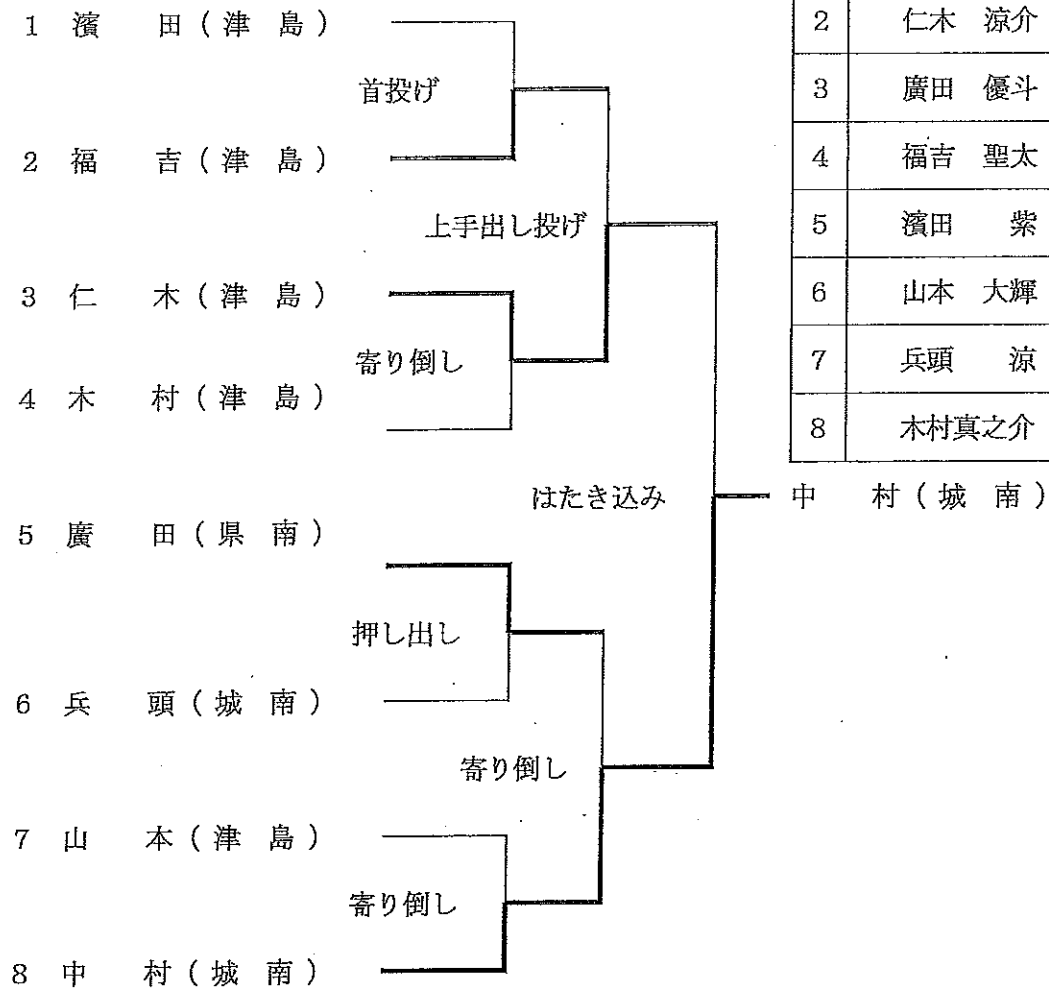 1 濱 田 ( 津 島 )
首投げ
2 福 吉 ( 津 島 )
上手出し投げ
3 仁 木 ( 津 島 )
寄り倒し
4 木 村 ( 津 島 )
はたき込み
中 村 ( 城 南 )
5 廣 田 ( 県 南 )
押し出し
6 兵 頭 ( 城 南 )
寄り倒し
7 山 本 ( 津 島 )
寄り倒し
8 中 村 ( 城 南 )
2 仁木 涼介
3 廣田 優斗
4 福吉 聖太
5 濱田 紫
6 山本 大輝
7 兵頭 涼
8 木村真之介